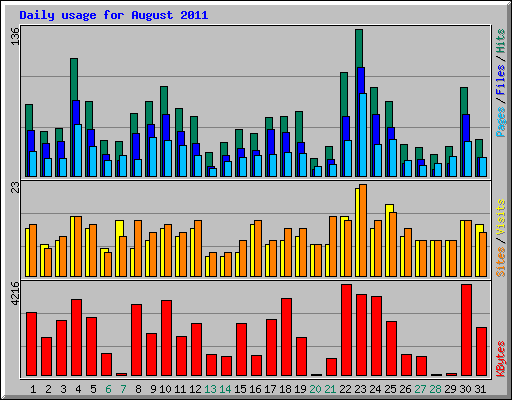 Daily usage for August 2011
136
Pages / Files / Hits
23
Sites / Visits
4216
KBytes
1 2 3 4 5 6 7 8 9 10 11 12 13 14 15 16 17 18 19 20 21 22 23 24 25 26 27 28 29 30 31